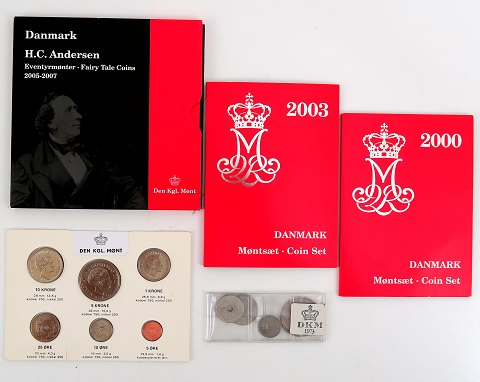 Danmark
H.C. Andersen
Eventyrmønter · Fairy Tale Coins
2005-2007
Den Kgl. Mønt
2003
DANMARK
Møntsæt · Coin Set
2000
DANMARK
Møntsæt · Coin Set
DEN KGL. MØNT
10 KRONE
5 KRONE
1 KRONE
25 ØRE
10 ØRE
5 ØRE
DKM
1973